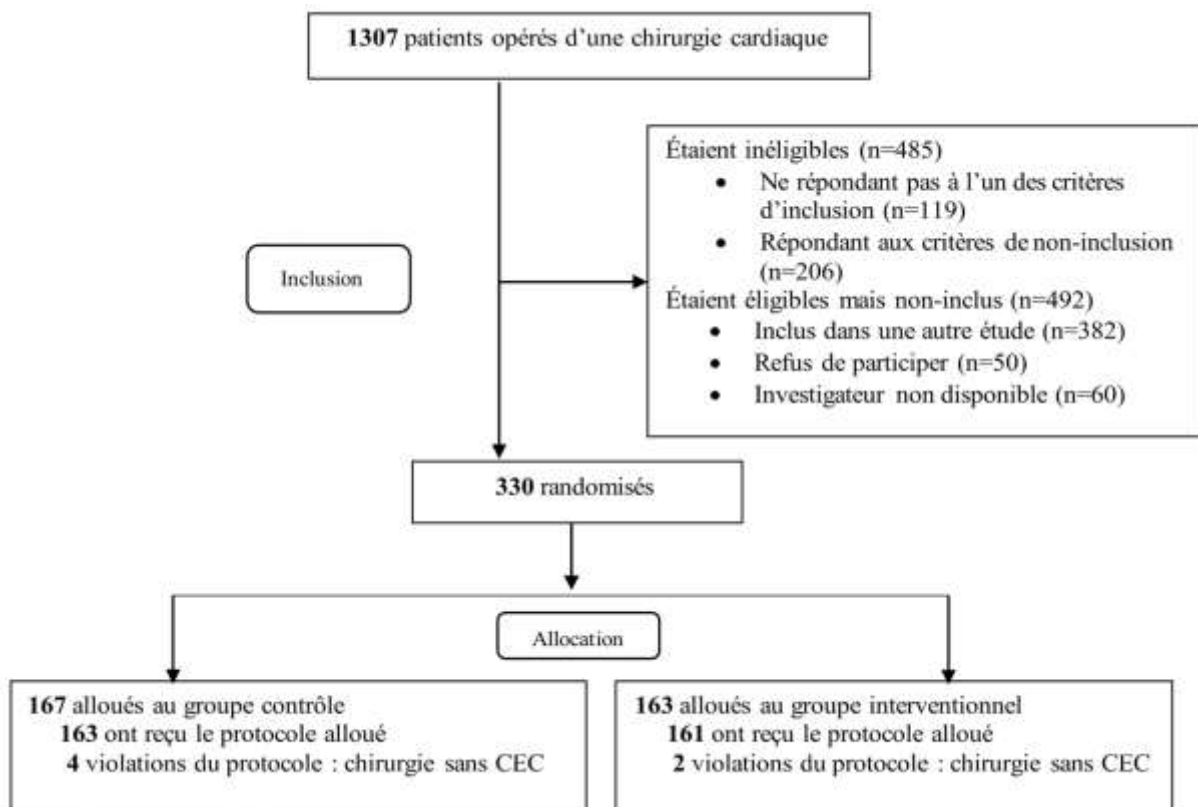 1307 patients opérés d’une chirurgie cardiaque
Étaient inéligibles (n=485)
• Ne répondant pas à l’un des critères
d’inclusion (n=119)
• Répondant aux critères de non-inclusion
(n=206)
Étaient éligibles mais non-inclus (n=492)
• Inclus dans une autre étude (n=382)
• Refus de participer (n=50)
• Investigateur non disponible (n=60)
Inclusion
330 randomisés
Allocation
167 alloués au groupe contrôle
163 ont reçu le protocole alloué
4 violations du protocole : chirurgie sans CEC
163 alloués au groupe interventionnel
161 ont reçu le protocole alloué
2 violations du protocole : chirurgie sans CEC